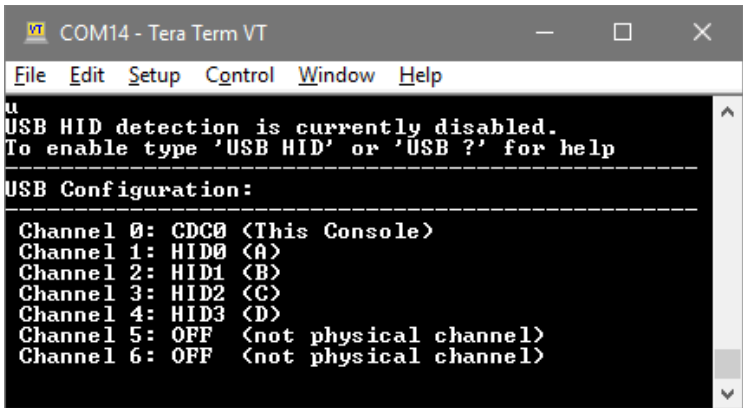 COM14 - Tera Term VT
File Edit Setup Control Window Help
u
USB HID detection is currently disabled.
To enable type 'USB HID' or 'USB ?' for help
USB Configuration:
Channel 0: CDC0 (This Console)
Channel 1: HID0 (A)
Channel 2: HID1 (B)
Channel 3: HID2 (C)
Channel 4: HID3 (D)
Channel 5: OFF (not physical channel)
Channel 6: OFF (not physical channel)